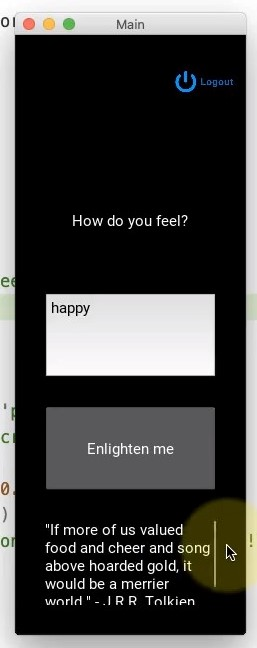 Main
Logout
How do you feel?
happy
Enlighten me
"If more of us valued
food and cheer and song
above hoarded gold, it
would be a merrier
world." - J.R.R. Tolkien